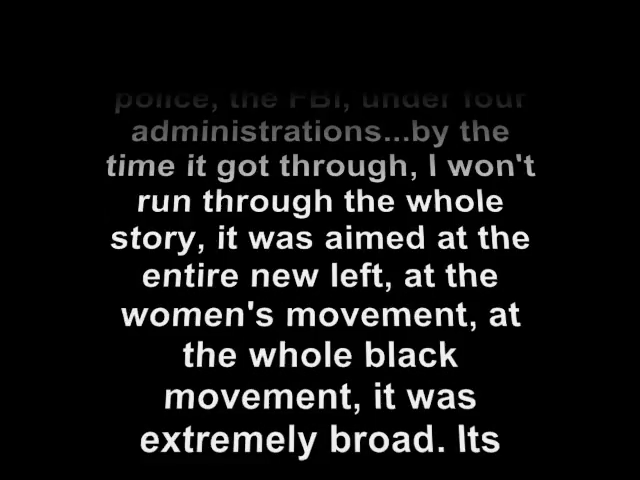 police, the FBI, under four
administrations...by the
time it got through, I won't
run through the whole
story, it was aimed at the
entire new left, at the
women's movement, at
the whole black
movement, it was
extremely broad. Its